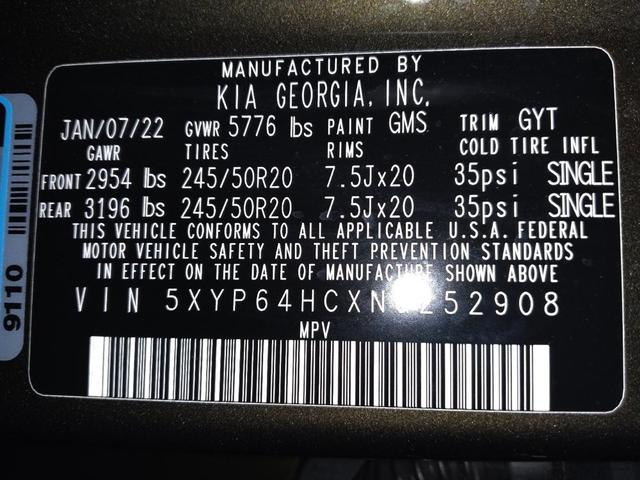 MANUFACTURED BY
KIA GEORGIA, INC.
JAN/07/22 GVWR 5776 lbs PAINT GMS TRIM GYT
GAWR TIRES RIMS COLD TIRE INFL
FRONT 2954 lbs 245/50R20 7.5Jx20 35psi SINGLE
REAR 3196 lbs 245/50R20 7.5Jx20 35psi SINGLE
THIS VEHICLE CONFORMS TO ALL APPLICABLE U.S.A. FEDERAL
MOTOR VEHICLE SAFETY AND THEFT PREVENTION STANDARDS
IN EFFECT ON THE DATE OF MANUFACTURE SHOWN ABOVE
VIN
MPV
9110